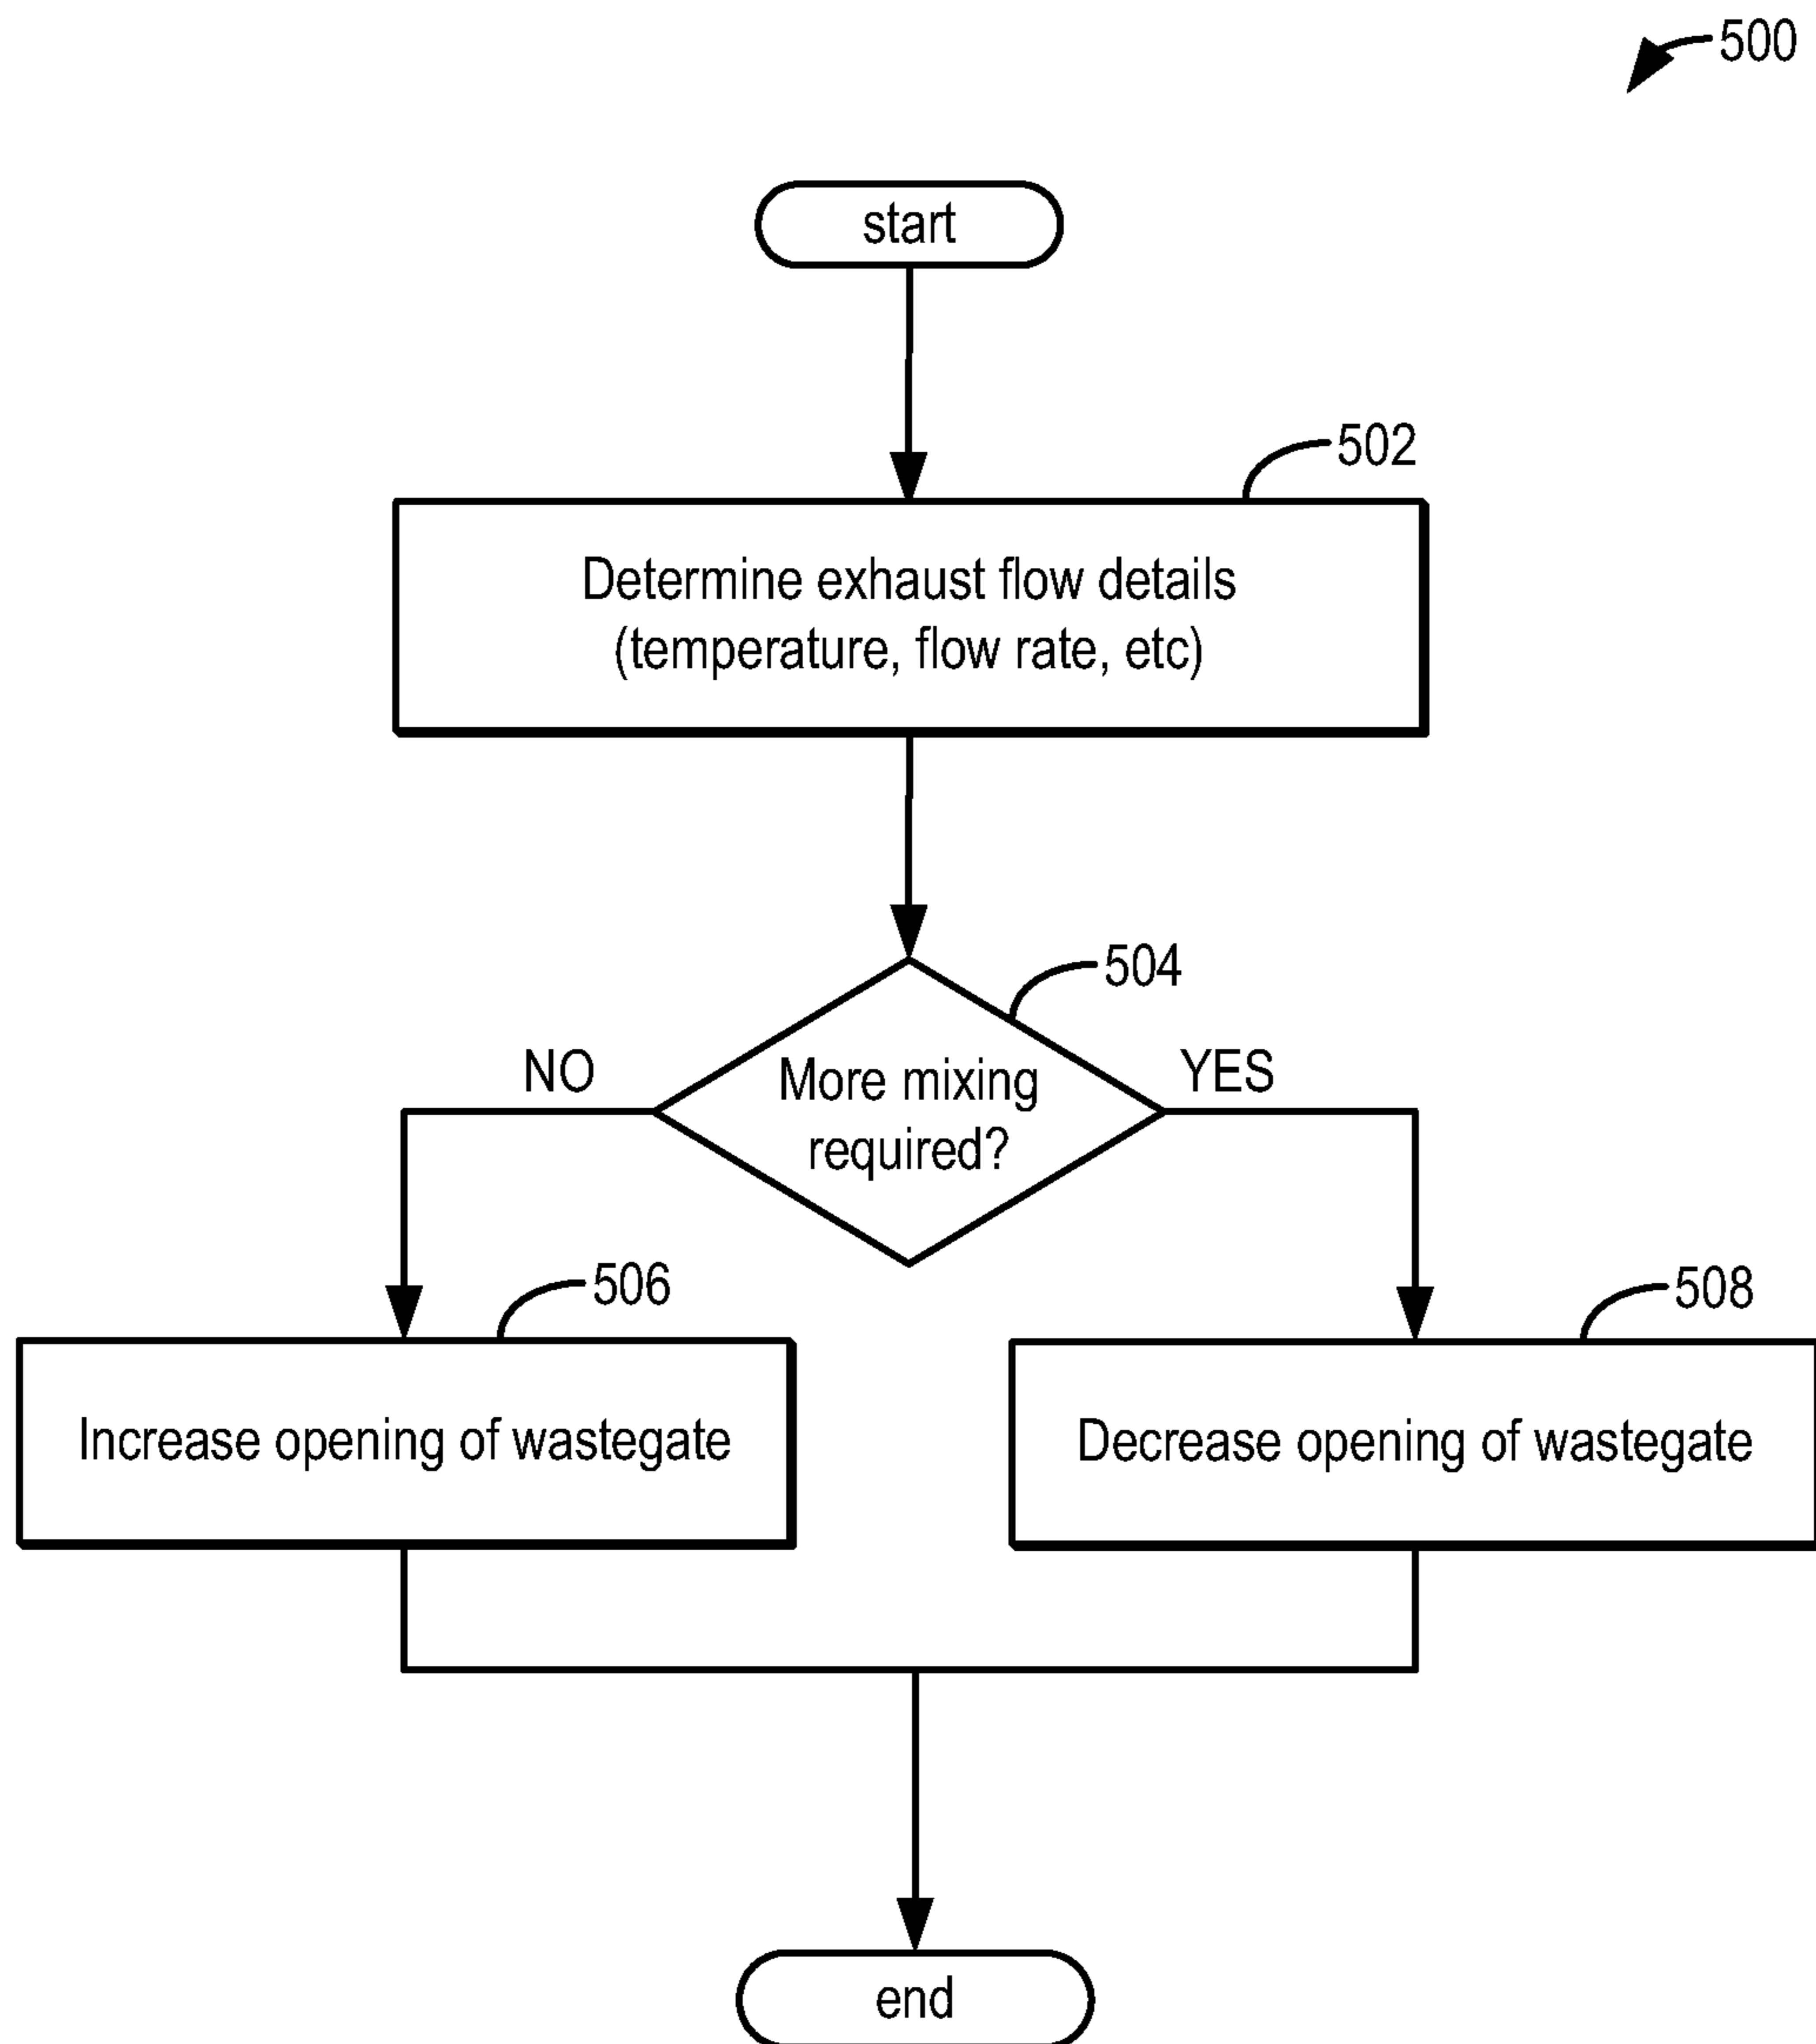 500
start
502
Determine exhaust flow details
(temperature, flow rate, etc)
504
NO
YES
More mixing
required?
506
508
Increase opening of wastegate
Decrease opening of wastegate
end